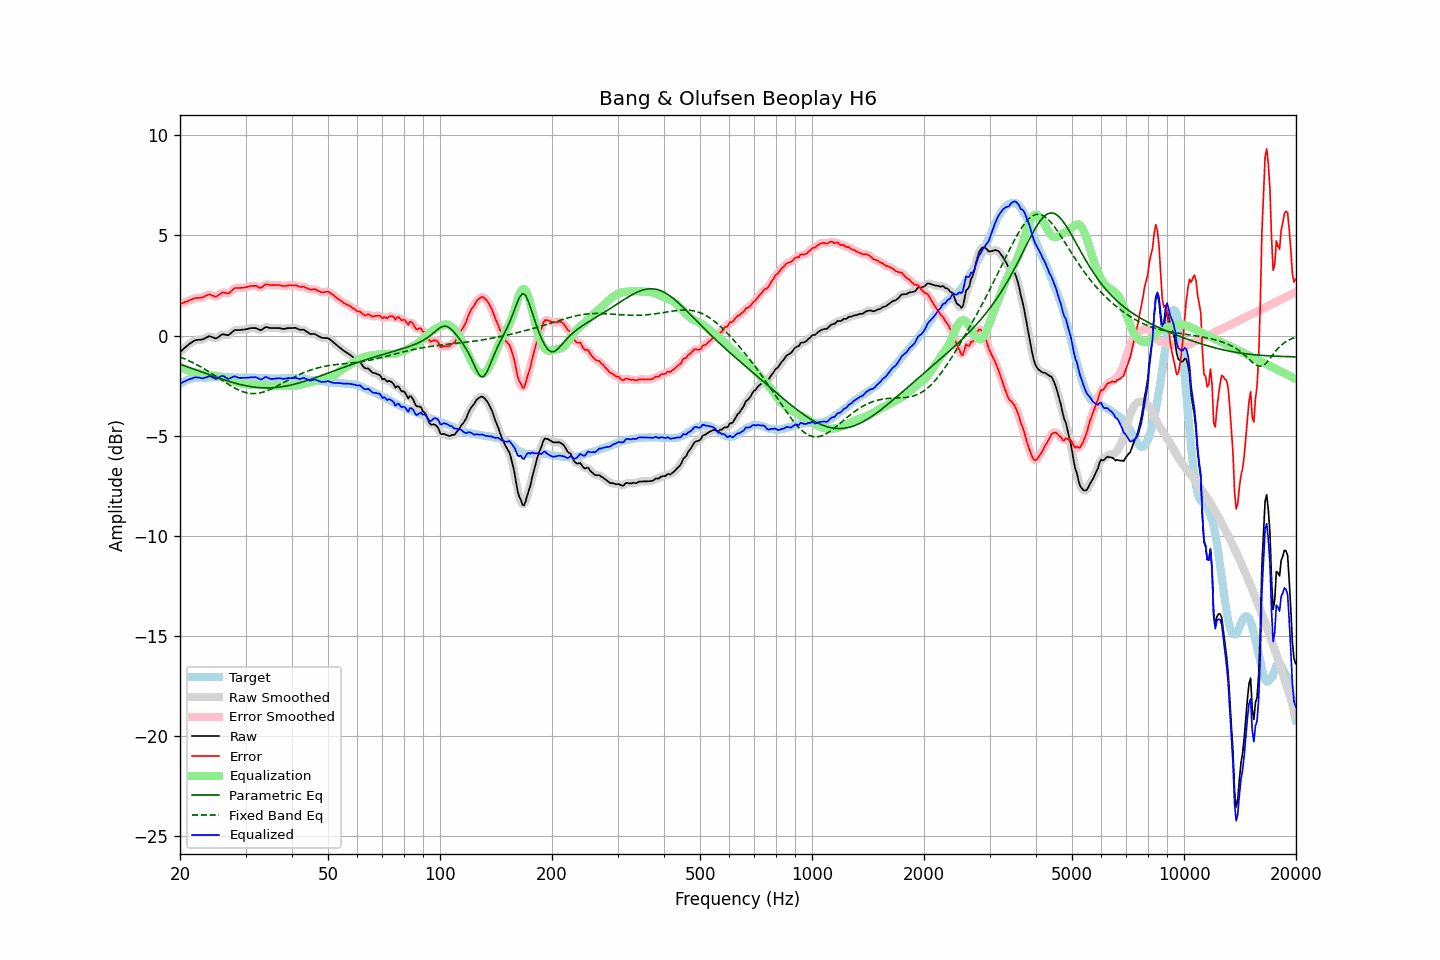 Bang & Olufsen Beoplay H6
10
5
0
−5
−10
−15
−20
−25
Amplitude (dBr)
Target
Raw Smoothed
Error Smoothed
Raw
Error
Equalization
Parametric Eq
Fixed Band Eq
Equalized
20
50
100
200
500
1000
2000
5000
10000
20000
Frequency (Hz)